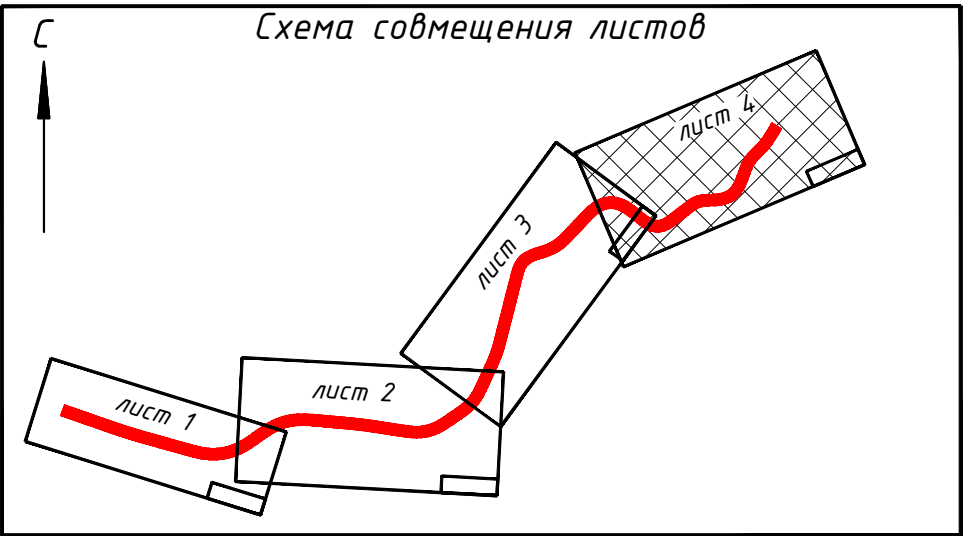 С
Схема совмещения листов
лист 1
лист 2
лист 3
лист 4